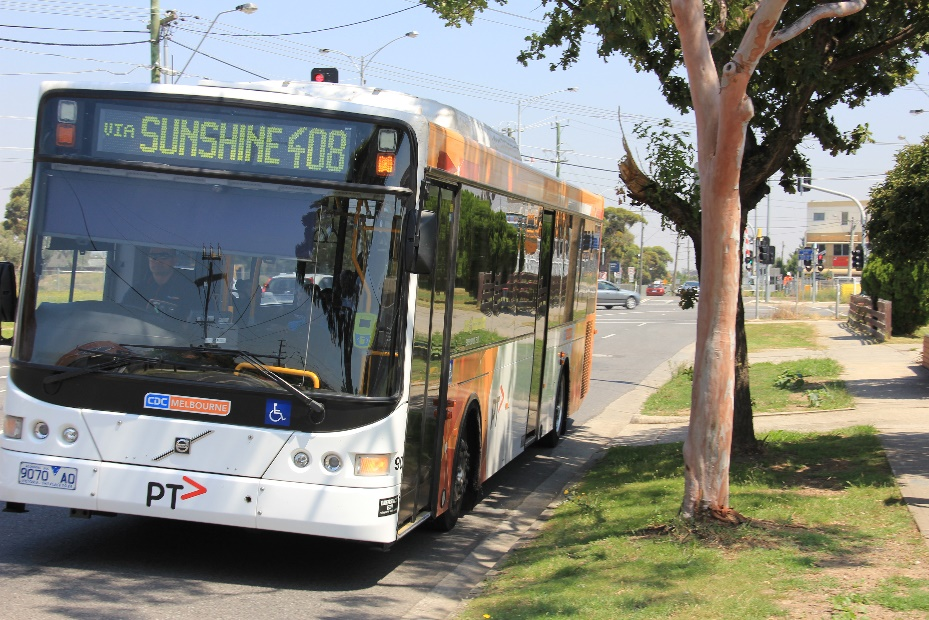 VIA SUNSHINE 408
CDC MELBOURNE
9070 AO
PT>